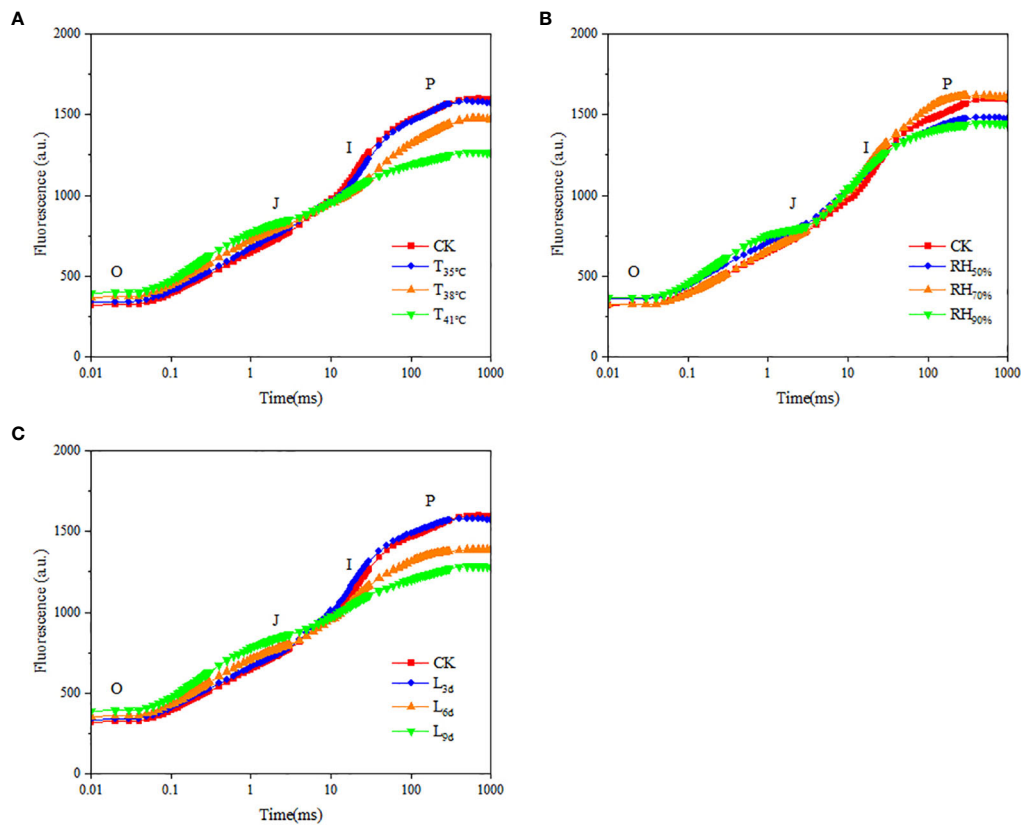 A
2000
1500
1000
500
0
Fluorescence (a.u.)
O
J
I
P
CK
T35°C
T38°C
T41°C
0.01 0.1 1 10 100 1000
Time(ms)
B
2000
1500
1000
500
0
Fluorescence (a.u.)
O
J
I
P
CK
RH50%
RH70%
RH90%
0.01 0.1 1 10 100 1000
Time(ms)
C
2000
1500
1000
500
0
Fluorescence (a.u.)
O
J
I
P
CK
L3d
L6d
L9d
0.01 0.1 1 10 100 1000
Time(ms)